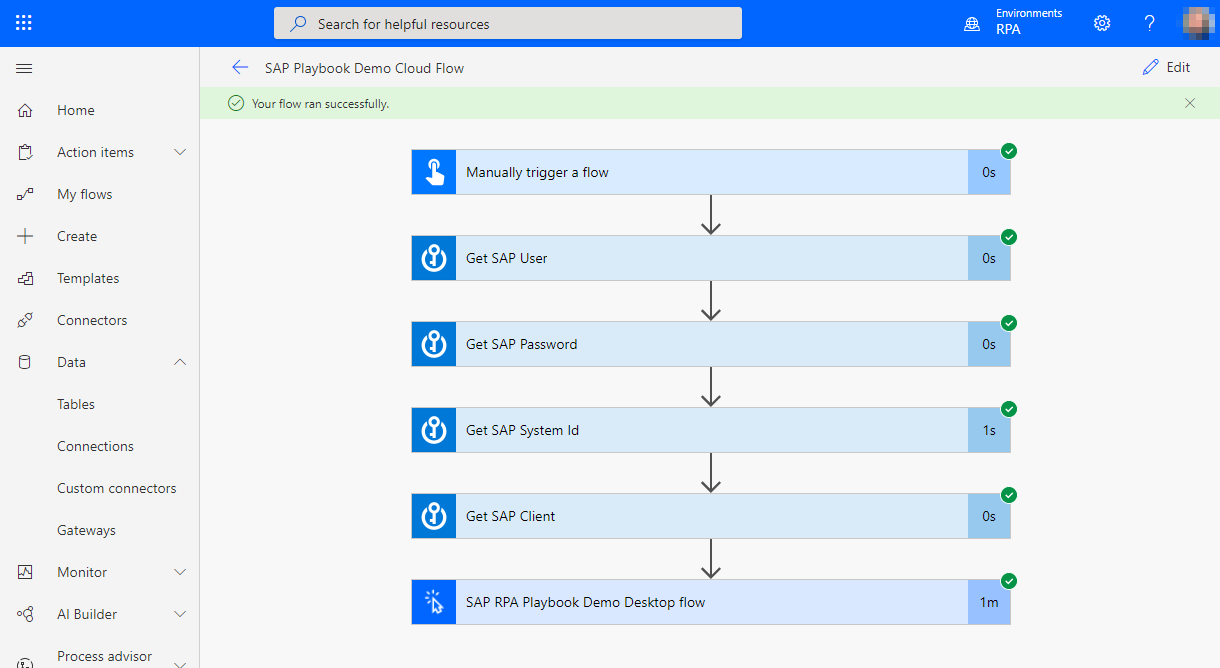 Search for helpful resources
Environments
RPA
?
SAP Playbook Demo Cloud Flow
Edit
Your flow ran successfully.
Home
Action items
My flows
Create
Templates
Connectors
Data
Tables
Connections
Custom connectors
Gateways
Monitor
AI Builder
Process advisor
Manually trigger a flow
0s
Get SAP User
0s
Get SAP Password
0s
Get SAP System Id
1s
Get SAP Client
0s
SAP RPA Playbook Demo Desktop flow
1m